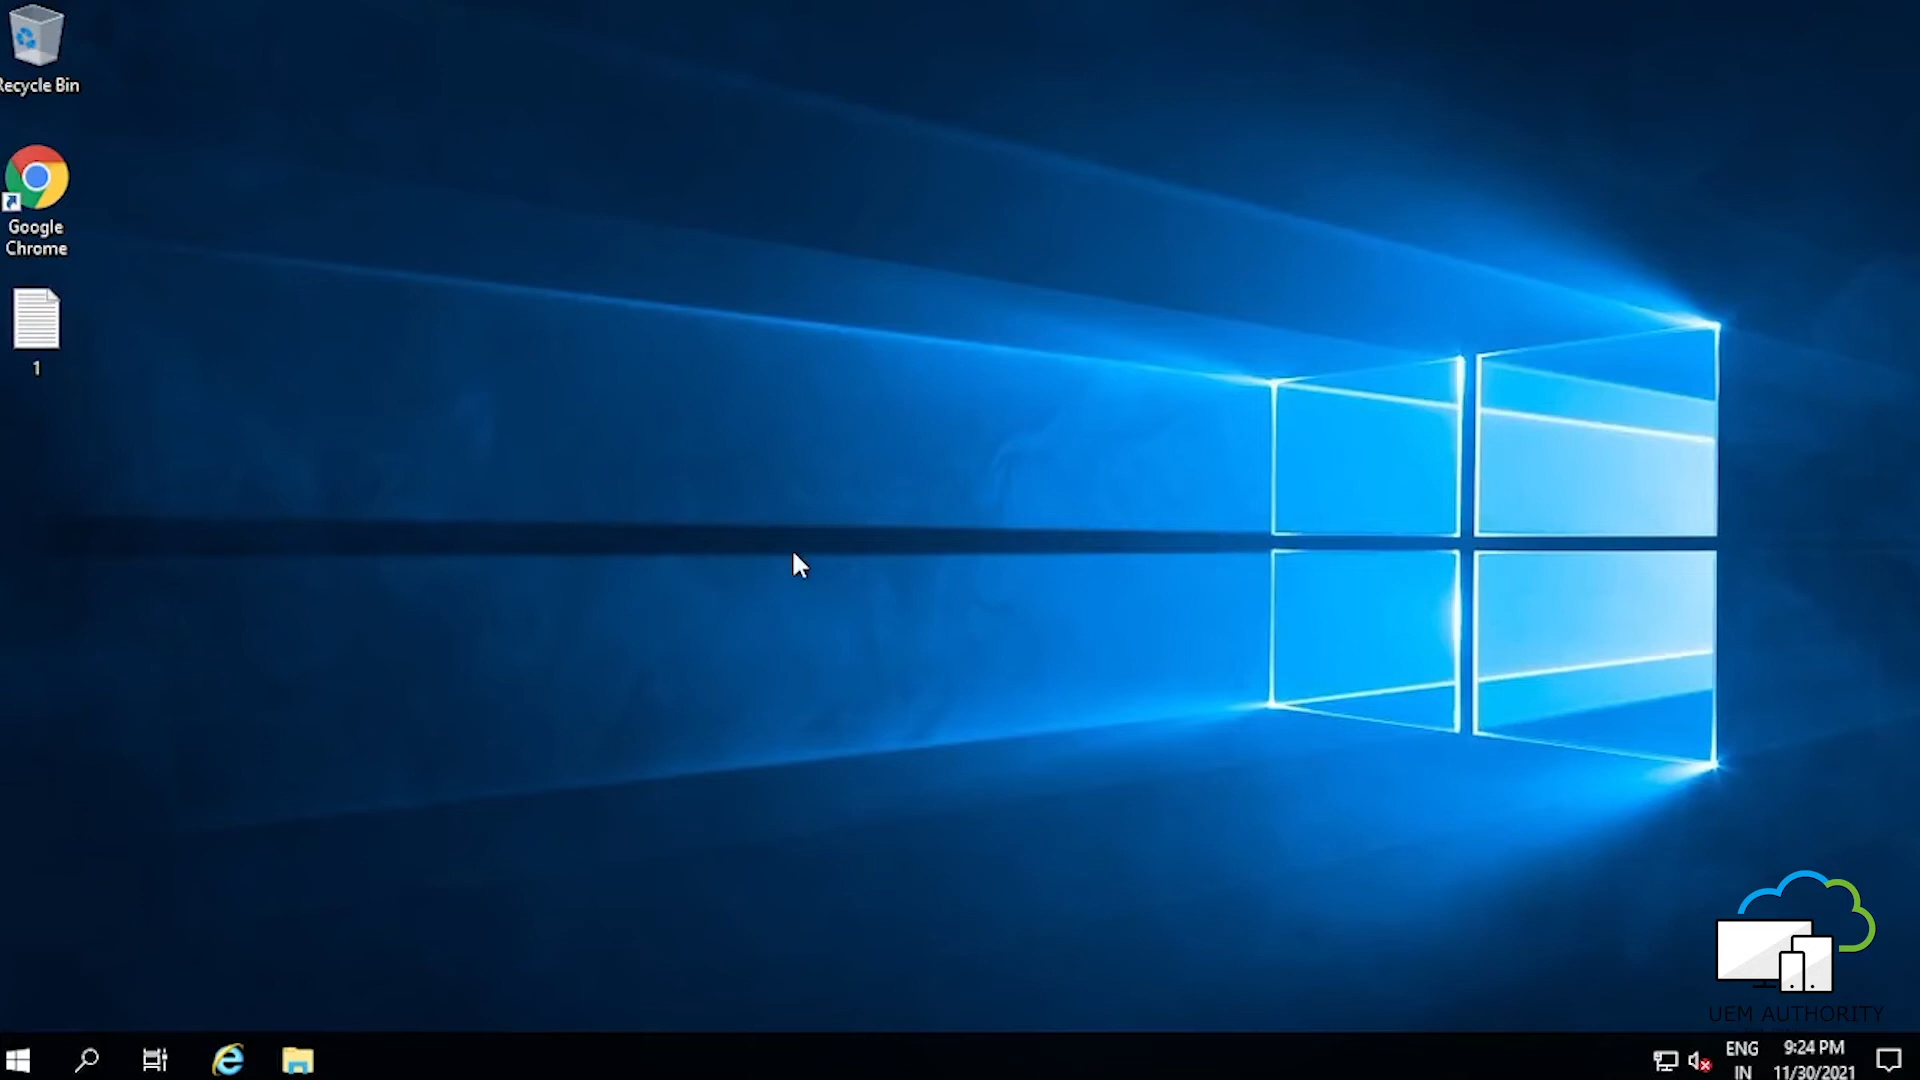 Recycle Bin
Google
Chrome
1
UEM AUTHORITY
ENG
IN
9:24 PM
11/30/2021